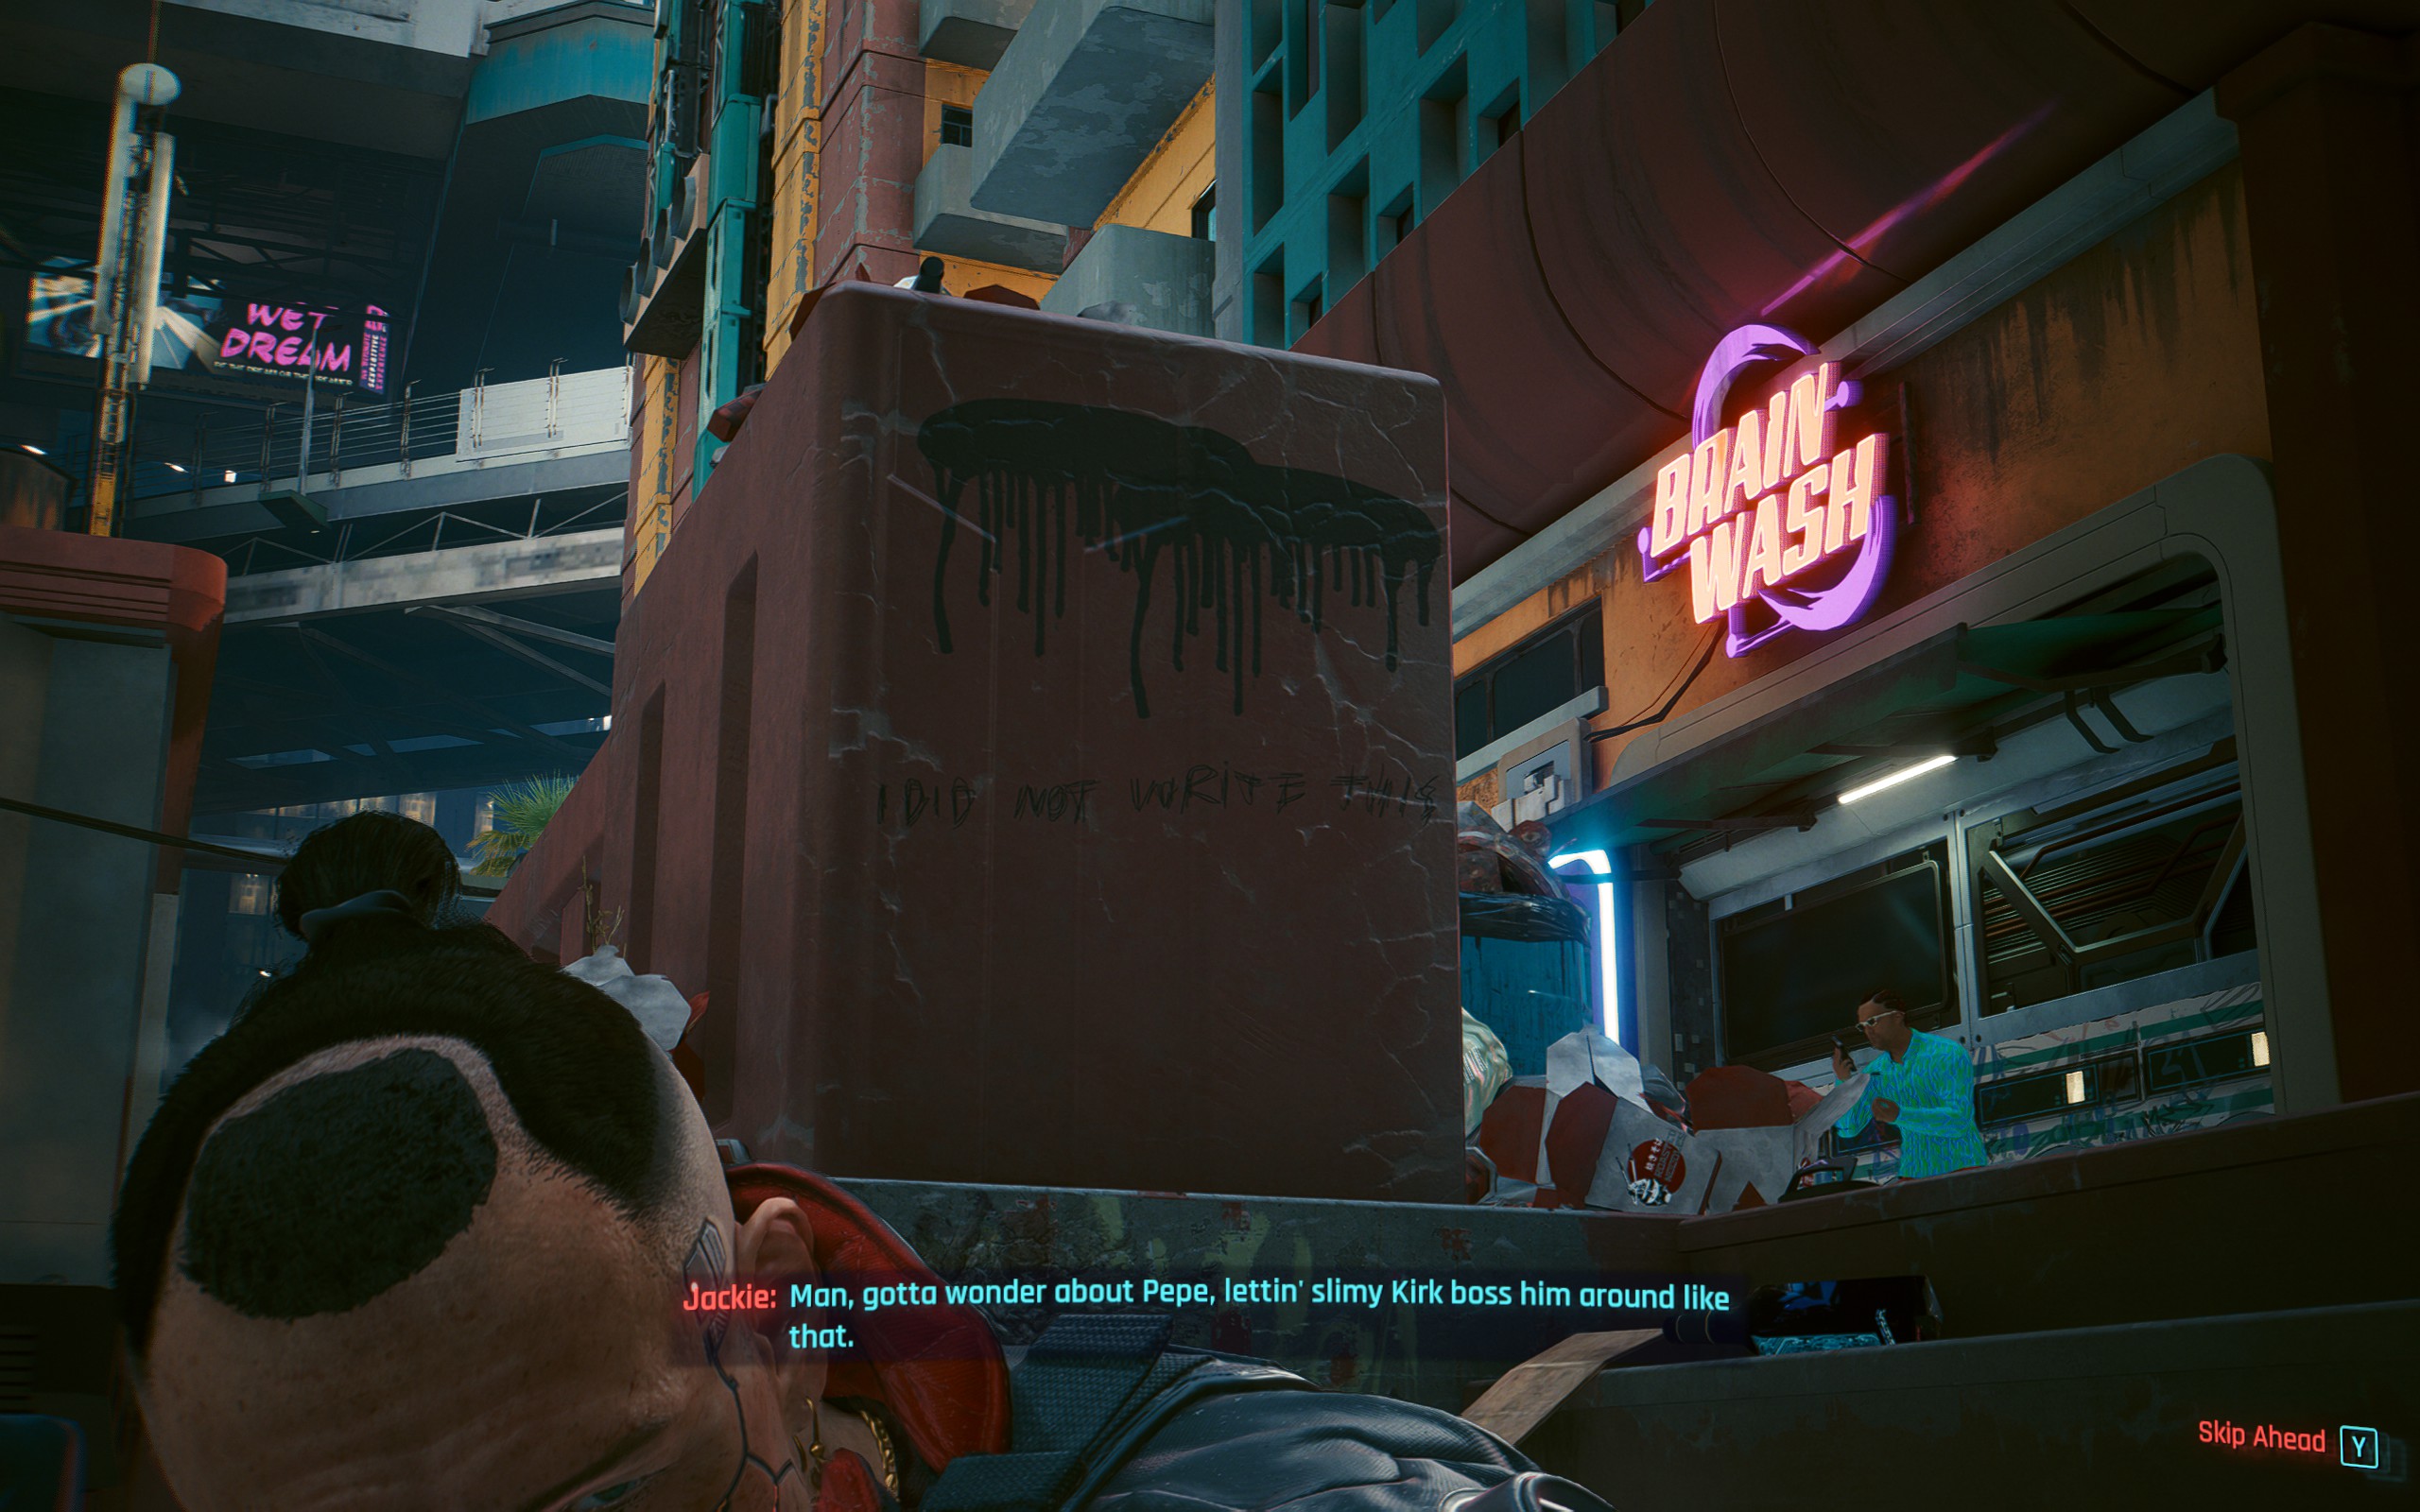 WET
DREAM
BRAIN
WASH
I DID NOT WRITE THIS
Jackie: Man, gotta wonder about Pepe, lettin' slimy Kirk boss him around like
that.
Skip Ahead Y